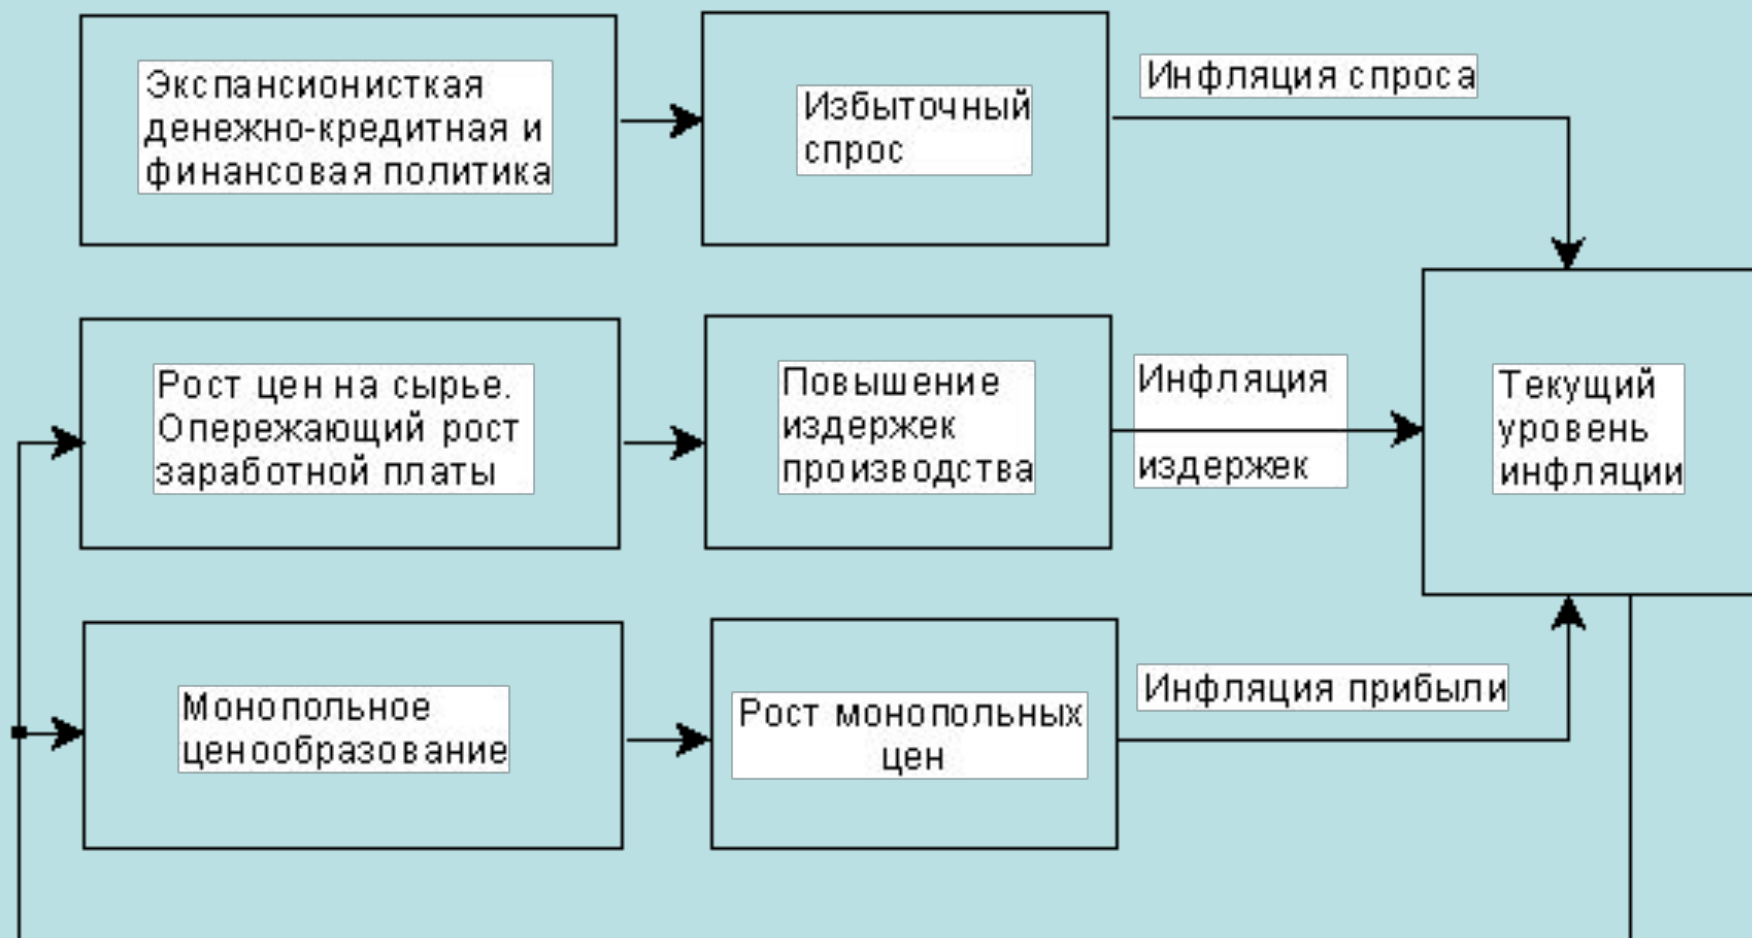 Экспансионисткая
денежно-кредитная и
финансовая политика
Избыточный
спрос
Инфляция спроса
Рост цен на сырье.
Опережающий рост
заработной платы
Повышение
издержек
производства
Инфляция
издержек
Текущий
уровень
инфляции
Монопольное
ценообразование
Рост монопольных
цен
Инфляция прибыли